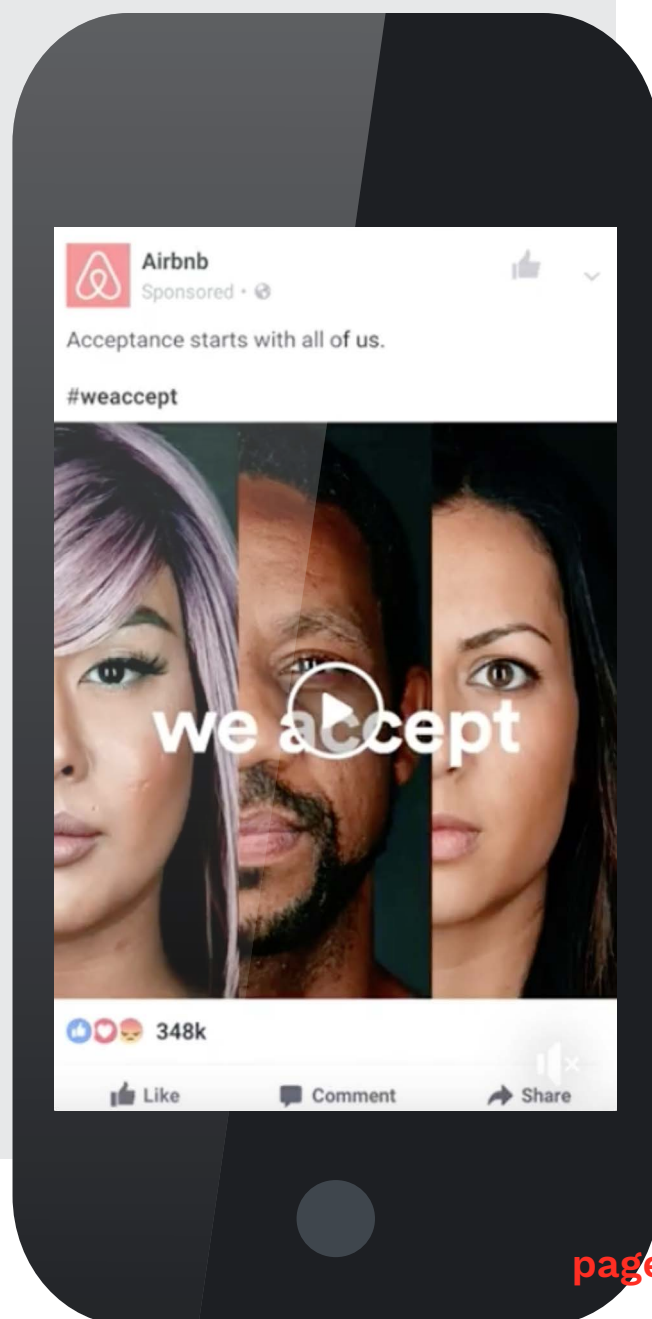 Airbnb
Sponsored ·
Acceptance starts with all of us.
#weaccept
we accept
348k
Like Comment Share
page